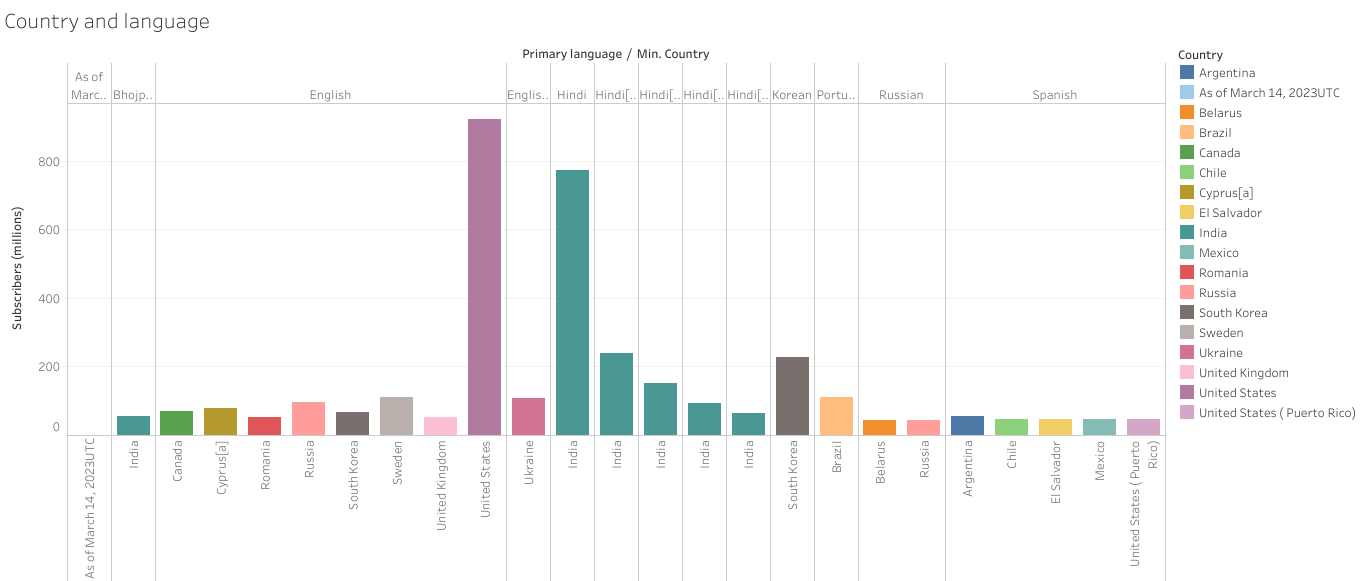 Country and language
Primary language / Min. Country
As of
Marc..
Bhojp..
English
Englis..
Hindi
Hindi[..
Hindi[..
Hindi[..
Hindi[..
Korean
Portu..
Russian
Spanish
Subscribers (millions)
800
600
400
200
0
As of March 14, 2023UTC
India
Canada
Cyprus[a]
Romania
Russia
South Korea
Sweden
United Kingdom
United States
Ukraine
India
India
India
India
India
South Korea
Brazil
Belarus
Russia
Argentina
Chile
El Salvador
Mexico
United States ( Puerto
Rico)
Country
Argentina
As of March 14, 2023UTC
Belarus
Brazil
Canada
Chile
Cyprus[a]
El Salvador
India
Mexico
Romania
Russia
South Korea
Sweden
Ukraine
United Kingdom
United States
United States ( Puerto Rico)